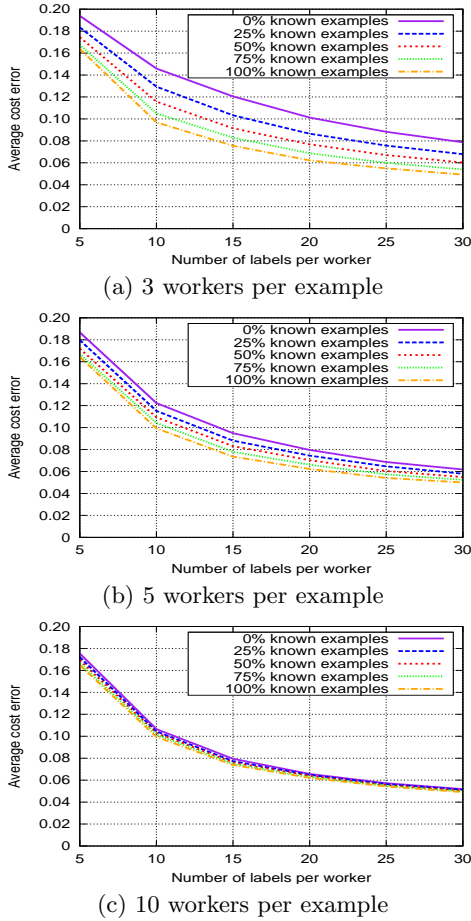 0.20
0.18
0.16
0.14
0.12
0.10
0.08
0.06
0.04
0.02
0
Average cost error
0% known examples
25% known examples
50% known examples
75% known examples
100% known examples
5 10 15 20 25 30
Number of labels per worker
(a) 3 workers per example
0.20
0.18
0.16
0.14
0.12
0.10
0.08
0.06
0.04
0.02
0
Average cost error
0% known examples
25% known examples
50% known examples
75% known examples
100% known examples
5 10 15 20 25 30
Number of labels per worker
(b) 5 workers per example
0.20
0.18
0.16
0.14
0.12
0.10
0.08
0.06
0.04
0.02
0
Average cost error
0% known examples
25% known examples
50% known examples
75% known examples
100% known examples
5 10 15 20 25 30
Number of labels per worker
(c) 10 workers per example